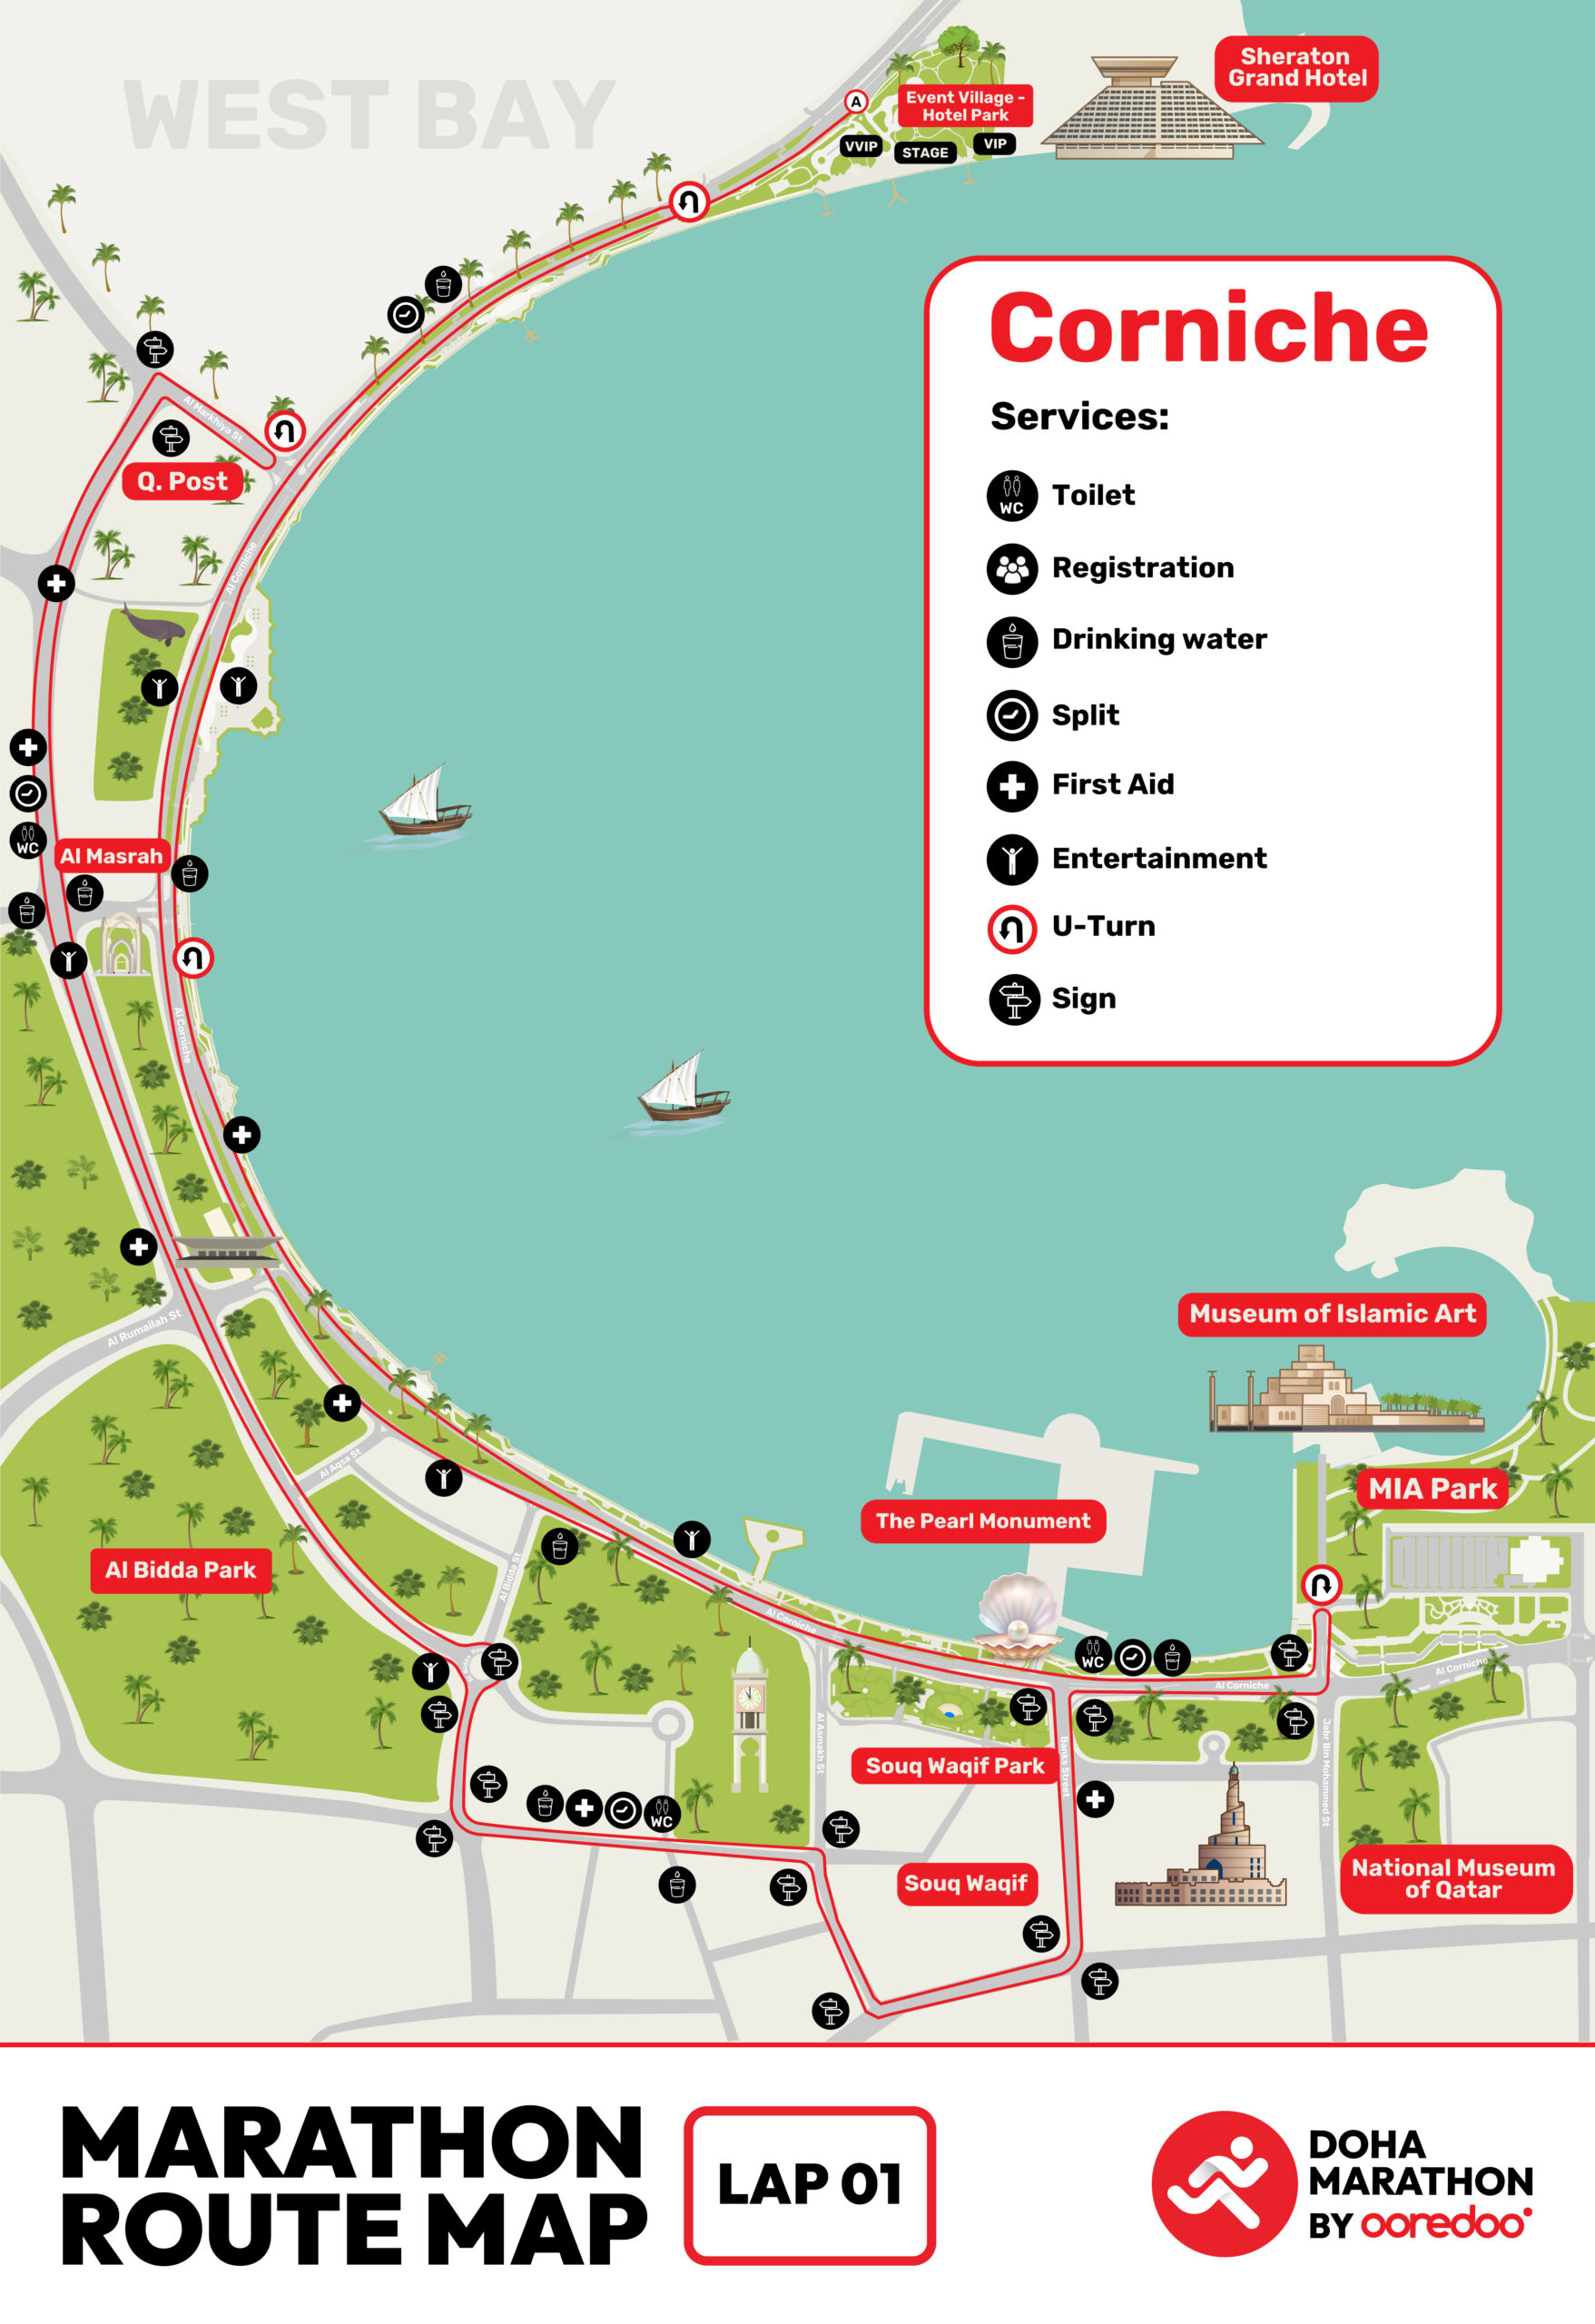 WEST BAY
Sheraton
Grand Hotel
A
Event Village -
Hotel Park
VVIP
STAGE
VIP
Corniche
Services:
WC
Toilet
Registration
Drinking water
Split
First Aid
Entertainment
U-Turn
Sign
Al Markhiya St
Q. Post
Al Corniche
WC
Al Masrah
Al Corniche
Al Rumailah St
Al Aqsa St
Al Bidda Park
Al Bidda St
Museum of Islamic Art
MIA Park
The Pearl Monument
Al Corniche
WC
Al Corniche
Al Corniche
Al Asmakh St
Souq Waqif Park
Banks Street
Jabr Bin Mohammed St
WC
Souq Waqif
National Museum
of Qatar
MARATHON
ROUTE MAP
LAP 01
DOHA
MARATHON
BY ooredoo